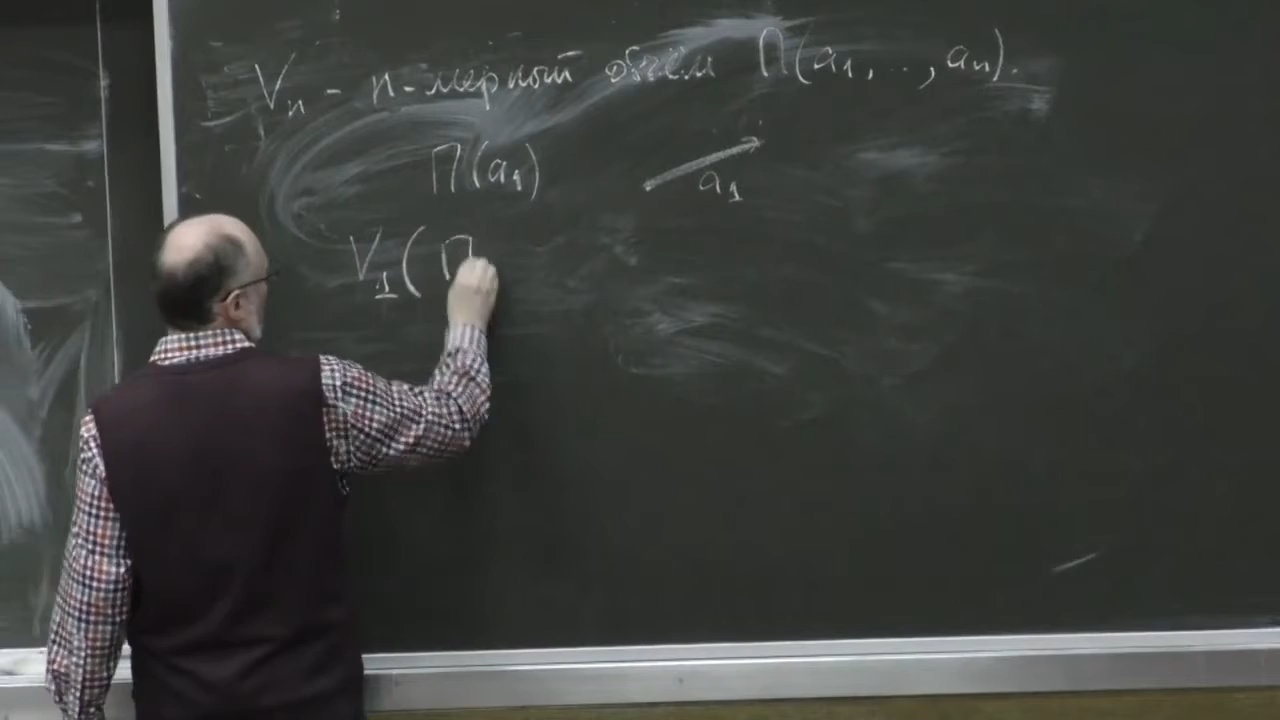 Vₙ - n-мерный объём П(a₁, .., aₙ).
П(a₁)
a₁
V₁(П